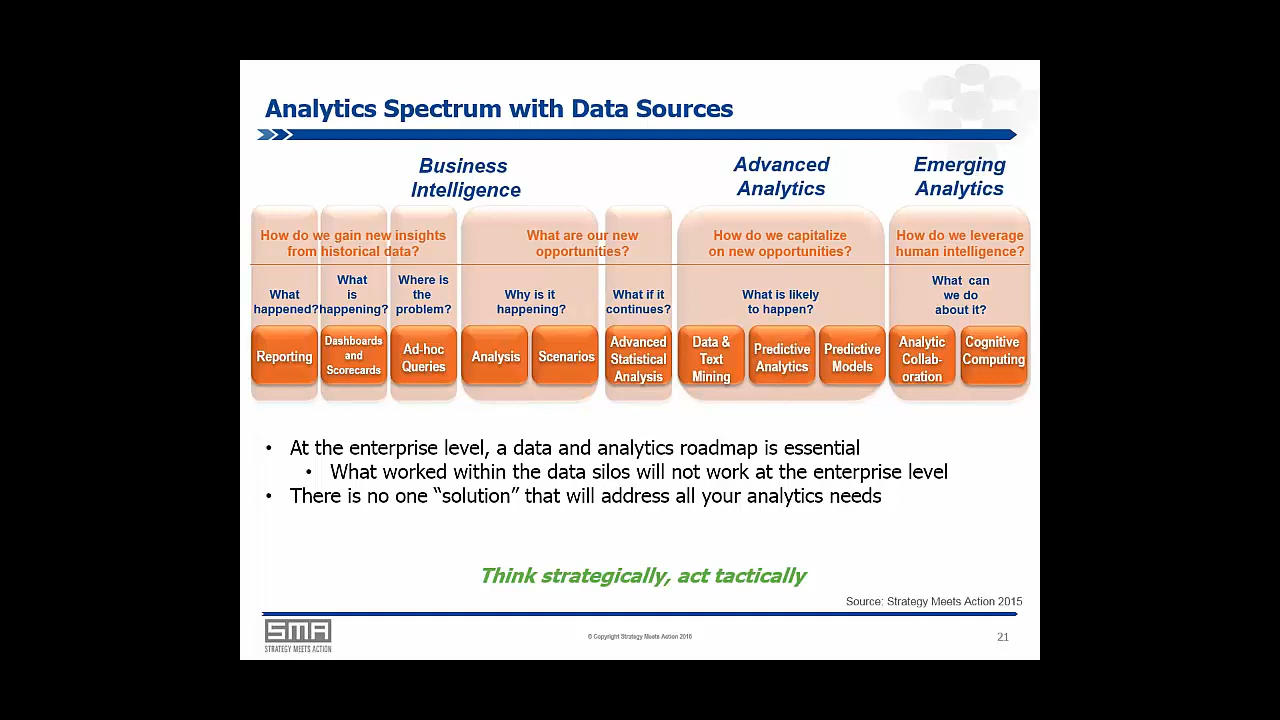 Analytics Spectrum with Data Sources
Business
Intelligence
Advanced
Analytics
Emerging
Analytics
How do we gain new insights
from historical data?
What are our new
opportunities?
How do we capitalize
on new opportunities?
How do we leverage
human intelligence?
What
happened?
What
is
happening?
Where is
the
problem?
Why is it
happening?
What if it
continues?
What is likely
to happen?
What can
we do
about it?
Reporting
Dashboards
and
Scorecards
Ad-hoc
Queries
Analysis
Scenarios
Advanced
Statistical
Analysis
Data &
Text
Mining
Predictive
Analytics
Predictive
Models
Analytic
Collab-
oration
Cognitive
Computing
• At the enterprise level, a data and analytics roadmap is essential
• What worked within the data silos will not work at the enterprise level
• There is no one “solution” that will address all your analytics needs
Think strategically, act tactically
Source: Strategy Meets Action 2015
SMA
STRATEGY MEETS ACTION
© Copyright Strategy Meets Action 2016
21